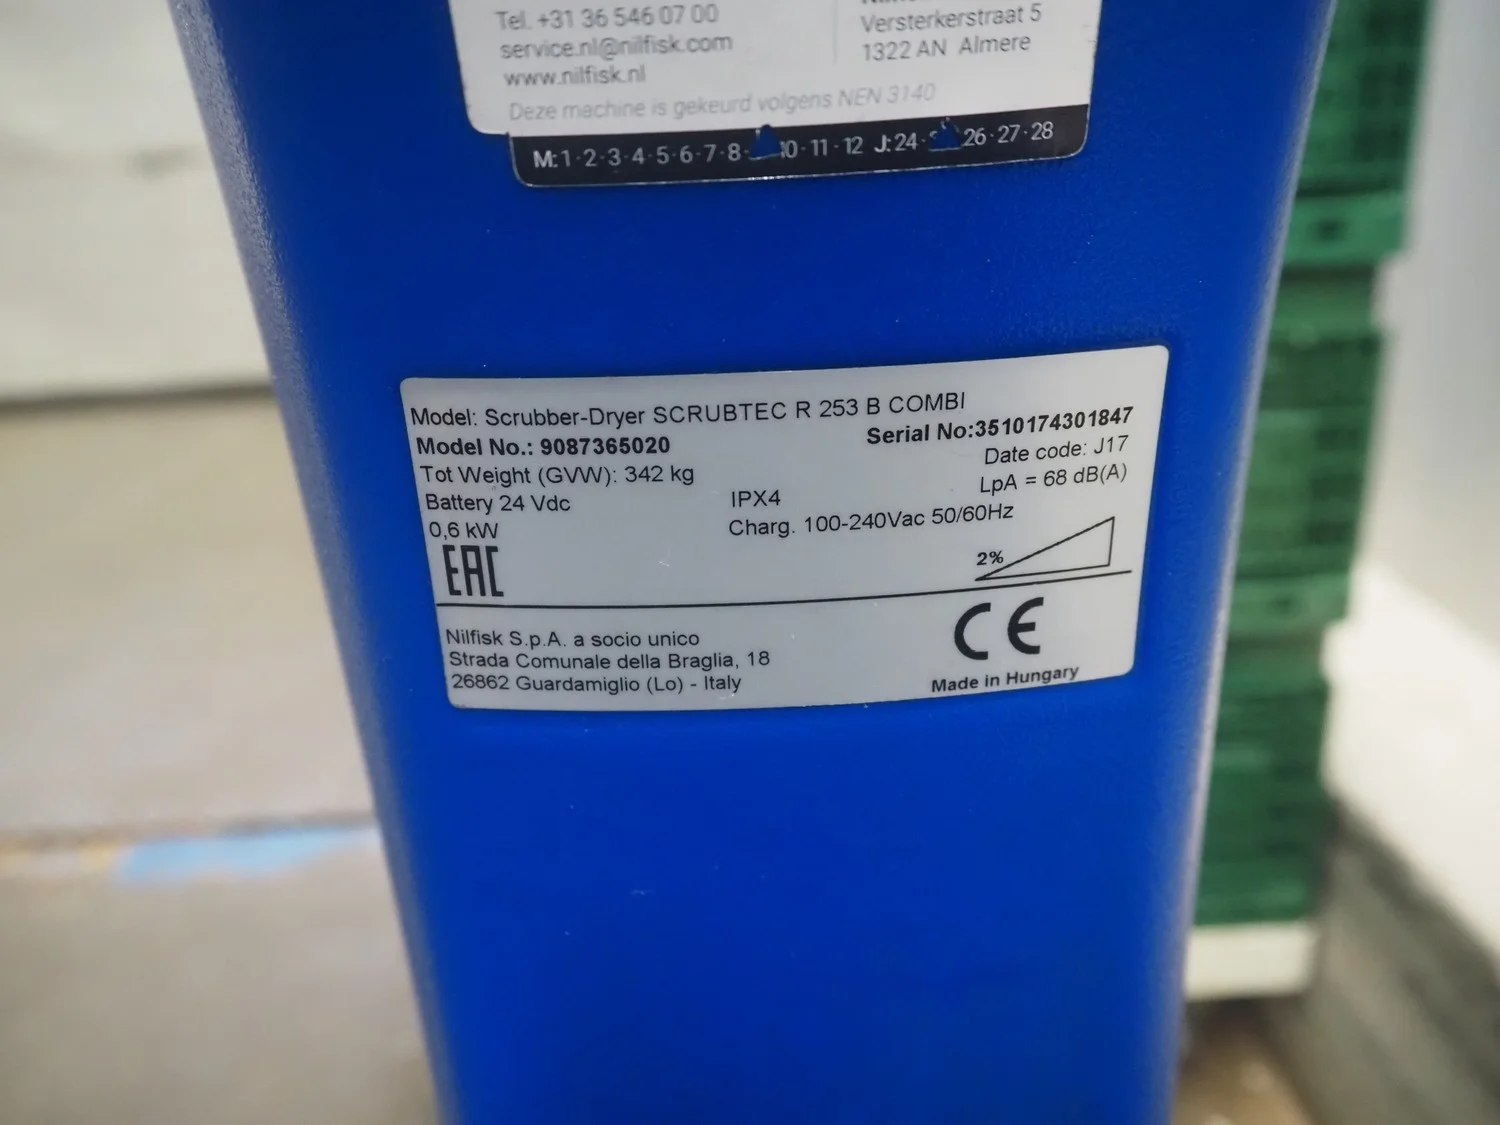 Tel. +31 36 546 07 00
service.nl@nilfisk.com
www.nilfisk.nl
Versterkerstraat 5
1322 AN Almere
Deze machine is gekeurd volgens NEN 3140
M: 1 · 2 · 3 · 4 · 5 · 6 · 7 · 8 · 10 · 11 · 12 J: 24 · 26 · 27 · 28
Model: Scrubber-Dryer SCRUBTEC R 253 B COMBI
Model No.: 9087365020
Serial No:3510174301847
Tot Weight (GVW): 342 kg
Date code: J17
Battery 24 Vdc
IPX4
LpA = 68 dB(A)
0,6 kW
Charg. 100-240Vac 50/60Hz
2%
EAC
Nilfisk S.p.A. a socio unico
Strada Comunale della Braglia, 18
26862 Guardamiglio (Lo) - Italy
CE
Made in Hungary